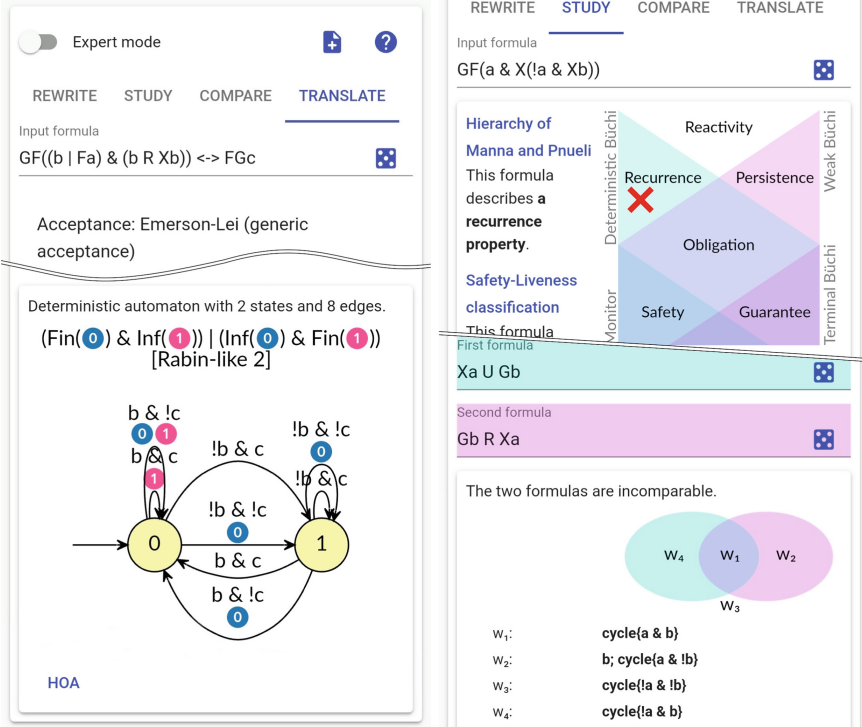 Expert mode
REWRITE STUDY COMPARE TRANSLATE
Input formula
GF((b | Fa) & (b R Xb)) <-> FGc
Acceptance: Emerson-Lei (generic
acceptance)
Deterministic automaton with 2 states and 8 edges.
(Fin(0) & Inf(1)) | (Inf(0) & Fin(1))
[Rabin-like 2]
b & !c
0 1
b & c
1
!b & c
!b & !c
0
!b & c
!b & !c
0
0
1
b & c
b & !c
0
HOA
REWRITE STUDY COMPARE TRANSLATE
Input formula
GF(a & X(!a & Xb))
Hierarchy of
Manna and Pnueli
This formula
describes a
recurrence
property.
Safety-Liveness
classification
This formula
Deterministic Büchi
Monitor
Reactivity
Recurrence
Persistence
Obligation
Safety
Guarantee
Weak Büchi
Terminal Büchi
First formula
Xa U Gb
Second formula
Gb R Xa
The two formulas are incomparable.
w₄ w₁ w₂
w₃
w₁: cycle{a & b}
w₂: b; cycle{a & !b}
w₃: cycle{!a & !b}
w₄: cycle{!a & b}